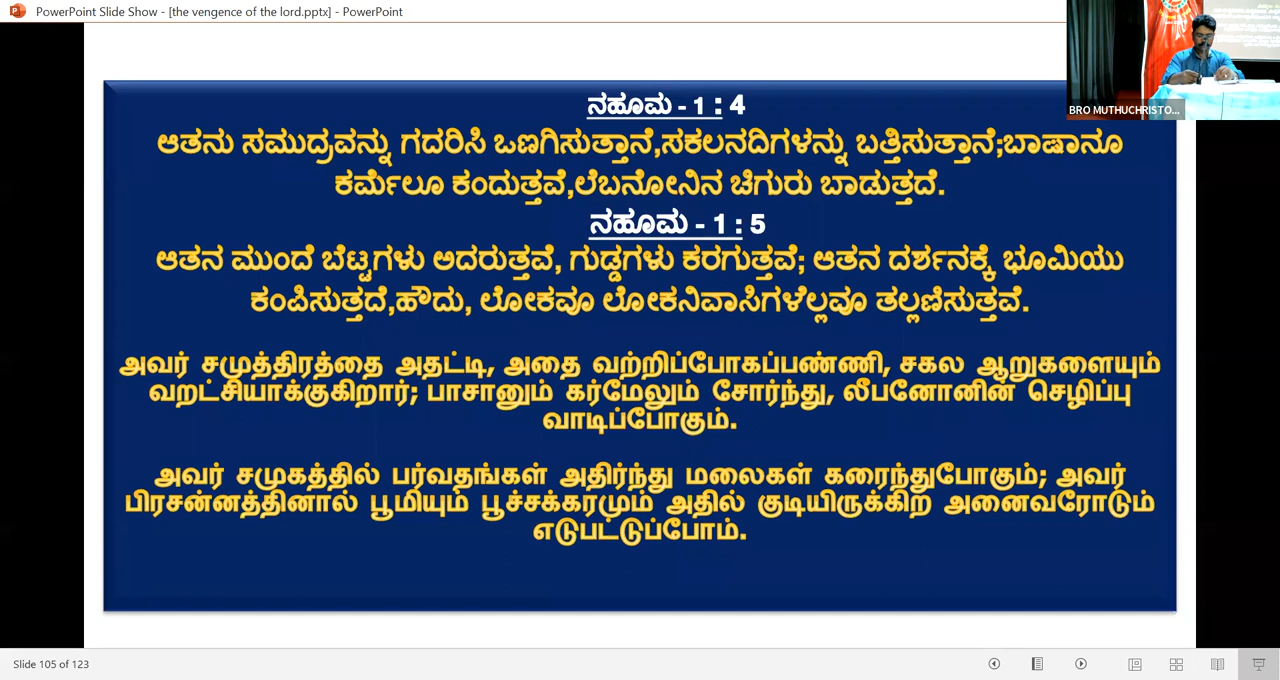 PowerPoint Slide Show - [the vengence of the lord.pptx] - PowerPoint
BRO MUTHUCHRISTO...
ನಹೂಮ - 1 : 4
ಆತನು ಸಮುದ್ರವನ್ನು ಗದರಿಸಿ ಒಣಗಿಸುತ್ತಾನೆ,ಸಕಲನದಿಗಳನ್ನು ಬತ್ತಿಸುತ್ತಾನೆ;ಬಾಷಾನೂ
ಕರ್ಮೆಲೂ ಕಂದುತ್ತವೆ,ಲೆಬನೋನಿನ ಚಿಗುರು ಬಾಡುತ್ತದೆ.
ನಹೂಮ - 1 : 5
ಆತನ ಮುಂದೆ ಬೆಟ್ಟಗಳು ಅದರುತ್ತವೆ, ಗುಡ್ಡಗಳು ಕರಗುತ್ತವೆ; ಆತನ ದರ್ಶನಕ್ಕೆ ಭೂಮಿಯು
ಕಂಪಿಸುತ್ತದೆ,ಹೌದು, ಲೋಕವೂ ಲೋಕನಿವಾಸಿಗಳೆಲ್ಲವೂ ತಲ್ಲಣಿಸುತ್ತವೆ.
அவர் சமுத்திரத்தை அதட்டி, அதை வற்றிப்போகப்பண்ணி, சகல ஆறுகளையும்
வறட்சியாக்குகிறார்; பாசானும் கர்மேலும் சோர்ந்து, லீபனோனின் செழிப்பு
வாடிப்போகும்.
அவர் சமுகத்தில் பர்வதங்கள் அதிர்ந்து மலைகள் கரைந்துபோகும்; அவர்
பிரசன்னத்தினால் பூமியும் பூச்சக்கரமும் அதில் குடியிருக்கிற அனைவரோடும்
எடுபட்டுப்போம்.
Slide 105 of 123